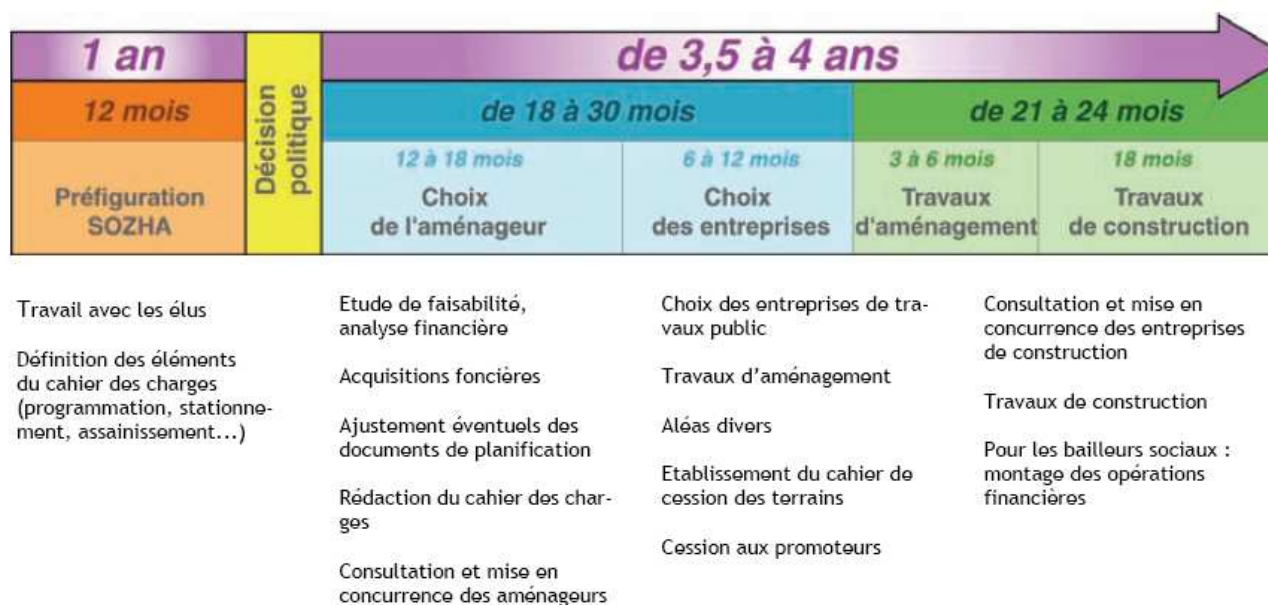 1 an
de 3,5 à 4 ans
12 mois
Décision
politique
de 18 à 30 mois
de 21 à 24 mois
12 à 18 mois
6 à 12 mois
3 à 6 mois
18 mois
Préfiguration
SOZHA
Choix
de l'aménageur
Choix
des entreprises
Travaux
d'aménagement
Travaux
de construction
Travail avec les élus
Définition des éléments
du cahier des charges
(programmation, stationne-
ment, assainissement...)
Etude de faisabilité,
analyse financière
Acquisitions foncières
Ajustement éventuels des
documents de planification
Rédaction du cahier des char-
ges
Consultation et mise en
concurrence des aménageurs
Choix des entreprises de tra-
vaux public
Travaux d'aménagement
Aléas divers
Etablissement du cahier de
cession des terrains
Cession aux promoteurs
Consultation et mise en
concurrence des entreprises
de construction
Travaux de construction
Pour les bailleurs sociaux :
montage des opérations
financières